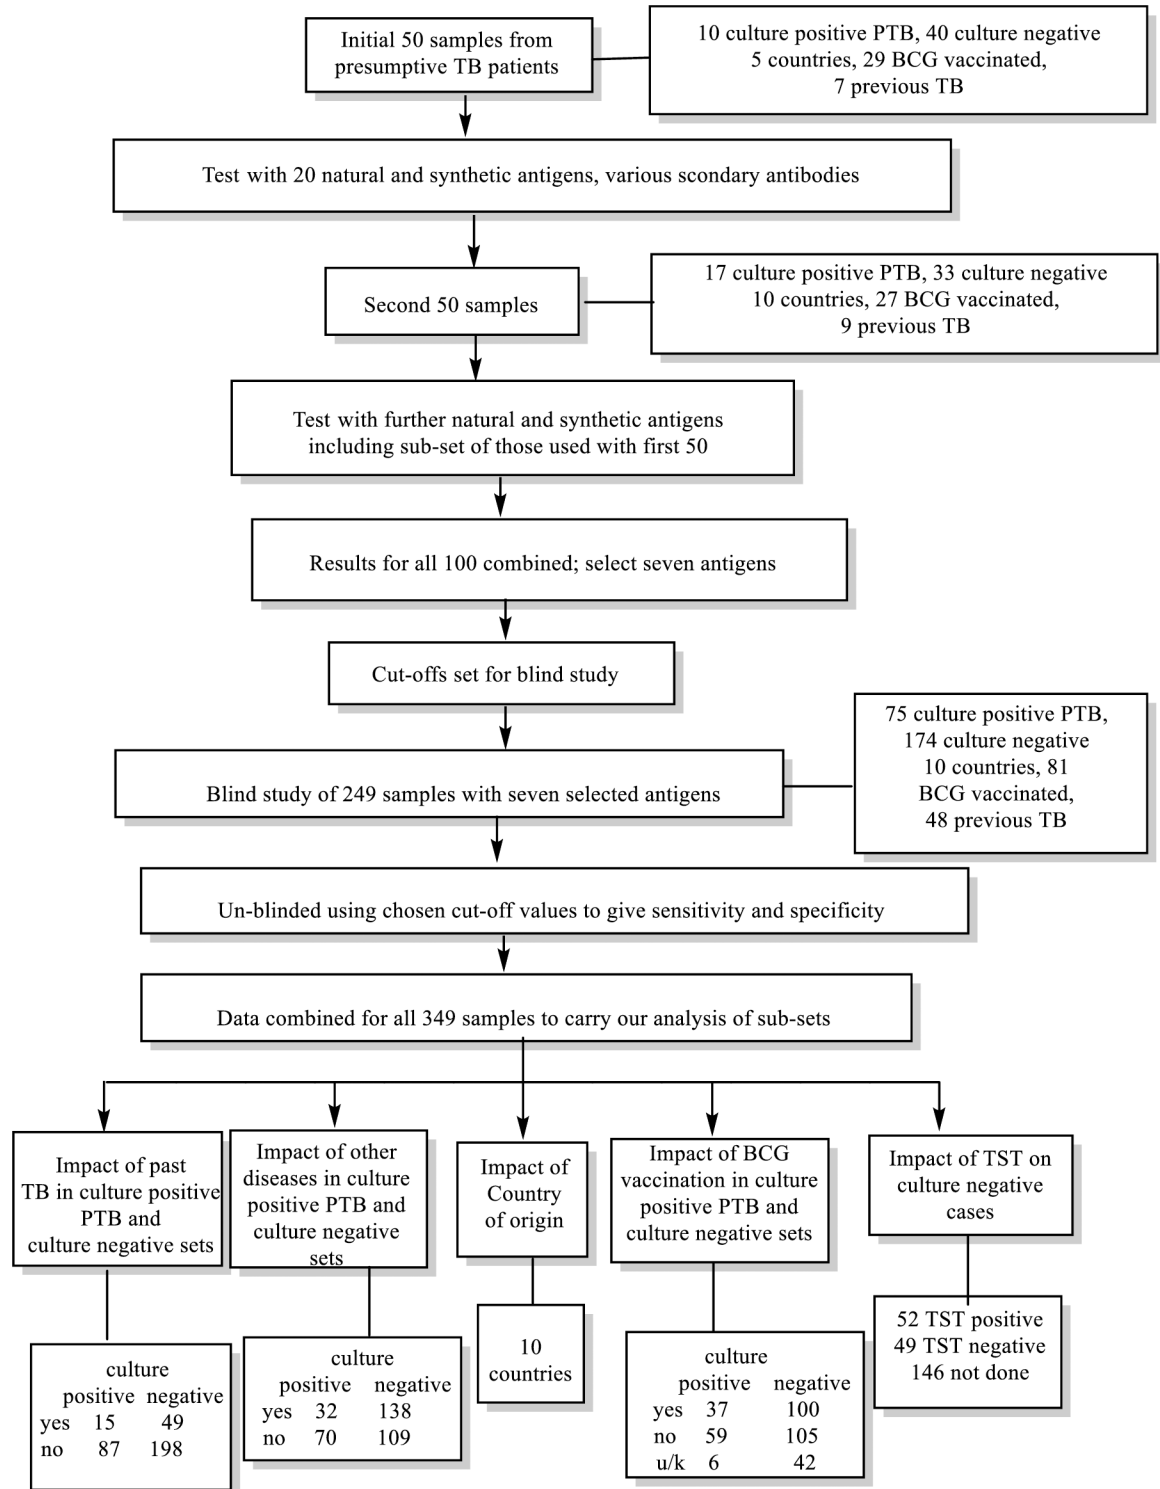 Initial 50 samples from
presumptive TB patients
10 culture positive PTB, 40 culture negative
5 countries, 29 BCG vaccinated,
7 previous TB
Test with 20 natural and synthetic antigens, various scondary antibodies
Second 50 samples
17 culture positive PTB, 33 culture negative
10 countries, 27 BCG vaccinated,
9 previous TB
Test with further natural and synthetic antigens
including sub-set of those used with first 50
Results for all 100 combined; select seven antigens
Cut-offs set for blind study
Blind study of 249 samples with seven selected antigens
75 culture positive PTB,
174 culture negative
10 countries, 81
BCG vaccinated,
48 previous TB
Un-blinded using chosen cut-off values to give sensitivity and specificity
Data combined for all 349 samples to carry our analysis of sub-sets
Impact of past
TB in culture positive
PTB and
culture negative sets
Impact of other
diseases in culture
positive PTB and
culture negative
sets
Impact of
Country
of origin
Impact of BCG
vaccination in culture
positive PTB and
culture negative sets
Impact of TST on
culture negative
cases
culture
positive negative
yes 15 49
no 87 198
culture
positive negative
yes 32 138
no 70 109
10
countries
culture
positive negative
yes 37 100
no 59 105
u/k 6 42
52 TST positive
49 TST negative
146 not done